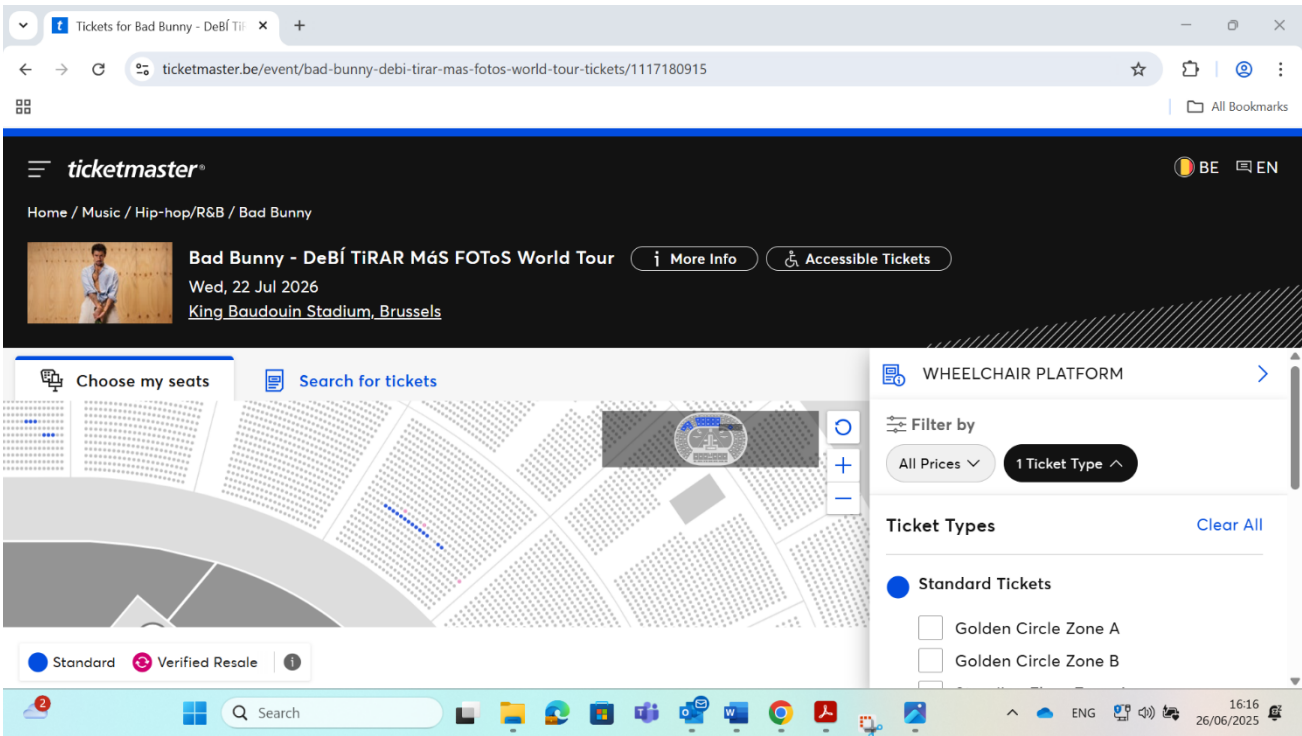 Tickets for Bad Bunny - DeBÍ TiR
ticketmaster.be/event/bad-bunny-debi-tirar-mas-fotos-world-tour-tickets/1117180915
All Bookmarks
ticketmaster®
BE EN
Home / Music / Hip-hop/R&B / Bad Bunny
Bad Bunny - DeBÍ TiRAR MáS FOToS World Tour i More Info Accessible Tickets
Wed, 22 Jul 2026
King Baudouin Stadium, Brussels
Choose my seats Search for tickets
WHEELCHAIR PLATFORM
Filter by
All Prices 1 Ticket Type
Ticket Types Clear All
Standard Tickets
Golden Circle Zone A
Golden Circle Zone B
Standard Verified Resale
2 Search ENG 16:16
26/06/2025